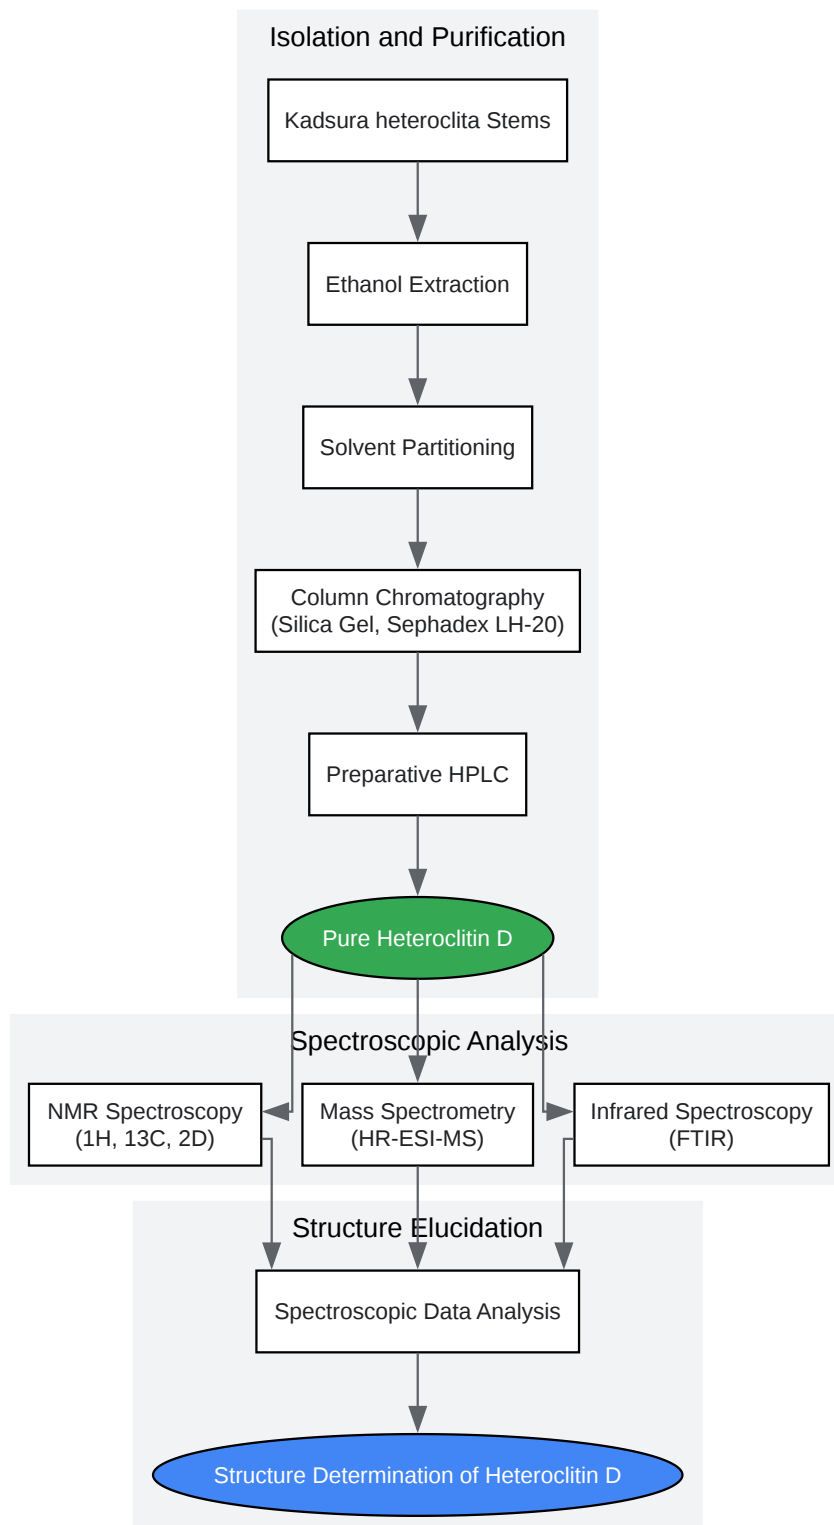 Isolation and Purification
Kadsura heteroclita Stems
Ethanol Extraction
Solvent Partitioning
Column Chromatography
(Silica Gel, Sephadex LH-20)
Preparative HPLC
Pure Heteroclitin D
Spectroscopic Analysis
NMR Spectroscopy
(1H, 13C, 2D)
Mass Spectrometry
(HR-ESI-MS)
Infrared Spectroscopy
(FTIR)
Structure Elucidation
Spectroscopic Data Analysis
Structure Determination of Heteroclitin D